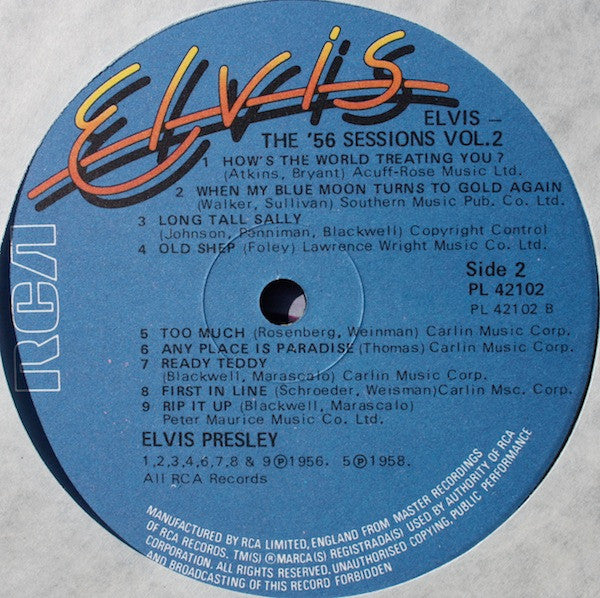 Elvis
ELVIS –
THE '56 SESSIONS VOL.2
1 HOW'S THE WORLD TREATING YOU ?
(Atkins, Bryant) Acuff-Rose Music Ltd.
2 WHEN MY BLUE MOON TURNS TO GOLD AGAIN
(Walker, Sullivan) Southern Music Pub. Co. Ltd.
3 LONG TALL SALLY
(Johnson, Penniman, Blackwell) Copyright Control
4 OLD SHEP (Foley) Lawrence Wright Music Co. Ltd.
Side 2
PL 42102
PL 42102 B
RCA
5 TOO MUCH (Rosenberg, Weinman) Carlin Music Corp.
6 ANY PLACE IS PARADISE (Thomas) Carlin Music Corp.
7 READY TEDDY
(Blackwell, Marascalo) Carlin Music Corp.
8 FIRST IN LINE (Schroeder, Weisman)Carlin Msc. Corp.
9 RIP IT UP (Blackwell, Marascalo)
Peter Maurice Music Co. Ltd.
ELVIS PRESLEY
1,2,3,4,6,7,8 & 9 ℗1956. 5℗1958.
All RCA Records
MANUFACTURED BY RCA LIMITED, ENGLAND FROM MASTER RECORDINGS
OF RCA RECORDS. TM(S) ® MARCA(S) REGISTRADA(S) USED BY AUTHORITY OF RCA
CORPORATION. ALL RIGHTS RESERVED. UNAUTHORISED COPYING, PUBLIC PERFORMANCE
AND BROADCASTING OF THIS RECORD FORBIDDEN